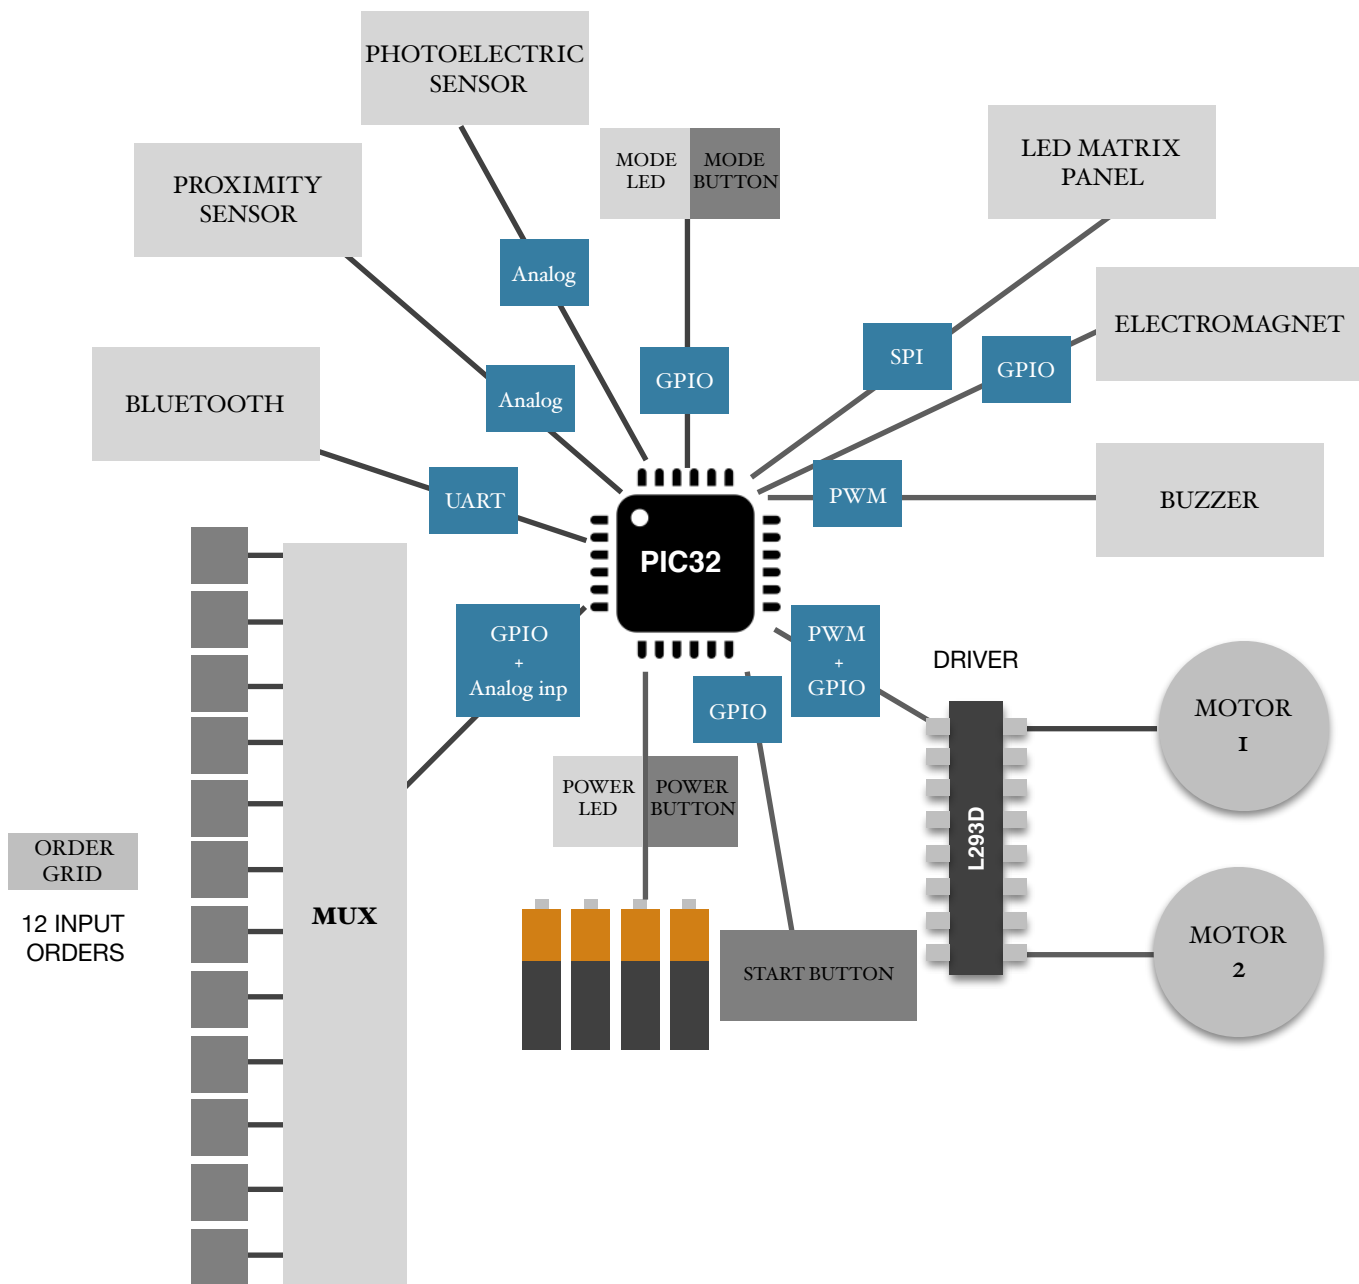 PHOTOELECTRIC
SENSOR
PROXIMITY
SENSOR
MODE
LED
MODE
BUTTON
LED MATRIX
PANEL
Analog
ELECTROMAGNET
SPI
GPIO
GPIO
Analog
BLUETOOTH
UART
PWM
BUZZER
PIC32
GPIO
+
Analog inp
PWM
+
GPIO
DRIVER
GPIO
MOTOR
1
POWER
LED
POWER
BUTTON
L293D
ORDER
GRID
12 INPUT
ORDERS
MUX
START BUTTON
MOTOR
2